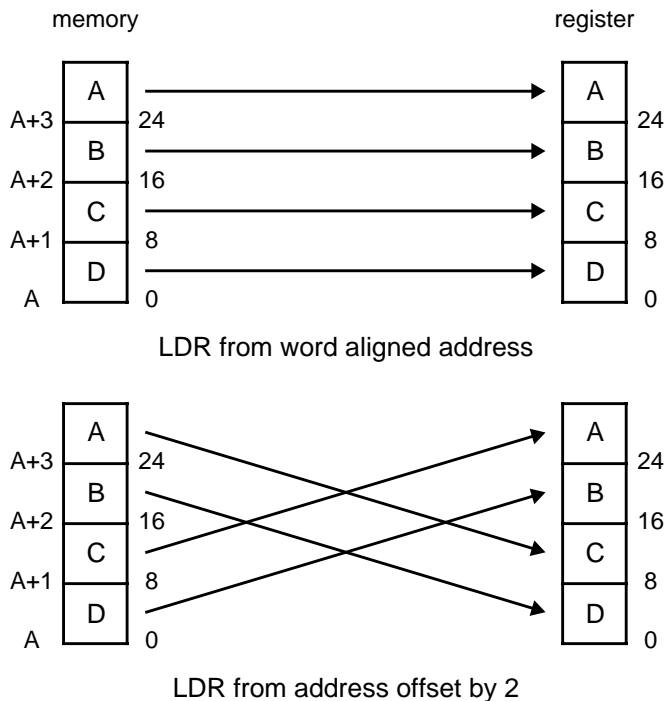 memory register
A A
A+3 24 24
B B
A+2 16 16
C C
A+1 8 8
D D
A 0 0
LDR from word aligned address
A A
A+3 24 24
B B
A+2 16 16
C C
A+1 8 8
D D
A 0 0
LDR from address offset by 2